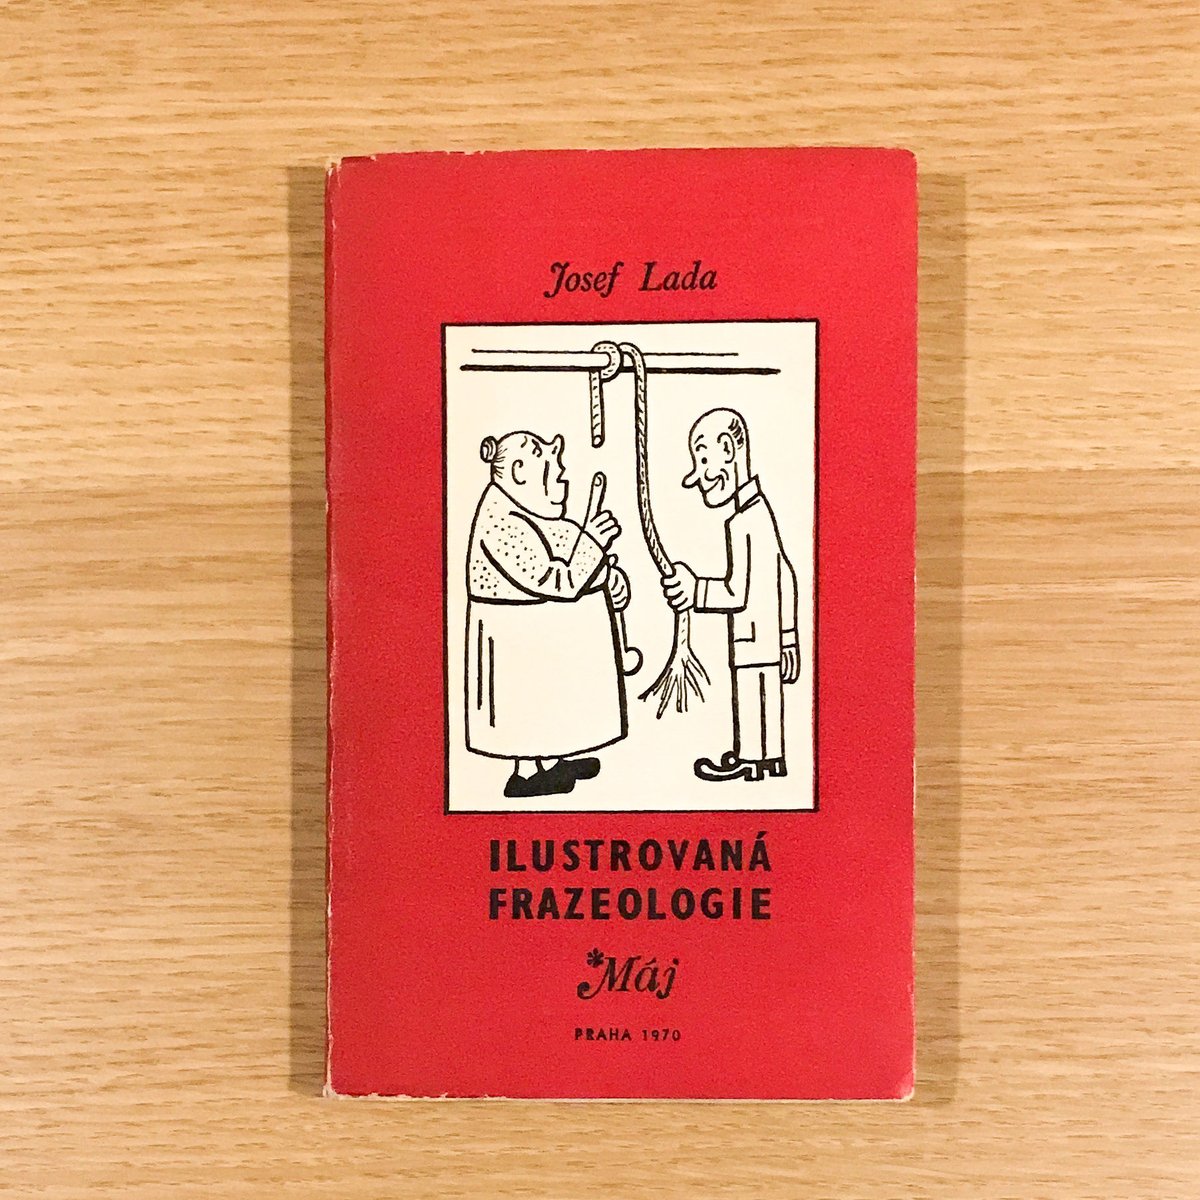 Josef Lada
ILUSTROVANÁ
FRAZEOLOGIE
*Máj
PRAHA 1970